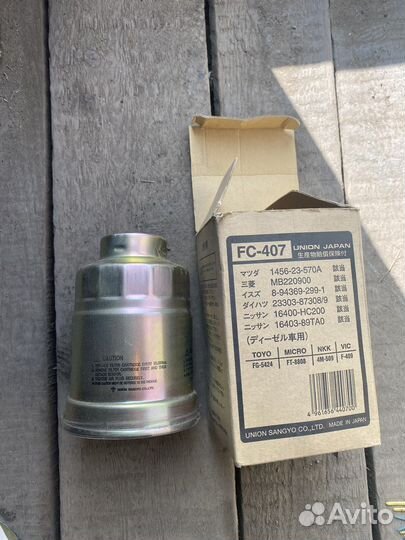 CAUTION
FC-407
UNION JAPAN
生産物賠償保険付
マツダ 1456-23-570A 該当
三菱 MB220900 該当
イスズ 8-94369-299-1 該当
ダイハツ 23303-87308/9 該当
ニッサン 16400-HC200 該当
ニッサン 16403-89TA0 該当
(ディーゼル車用)
TOYO MICRO NKK VIC
FC-5424 FT-8808 4M-509 F-409
4 961656 440700
UNION SANGYO CO.,LTD. MADE IN JAPAN
Avito